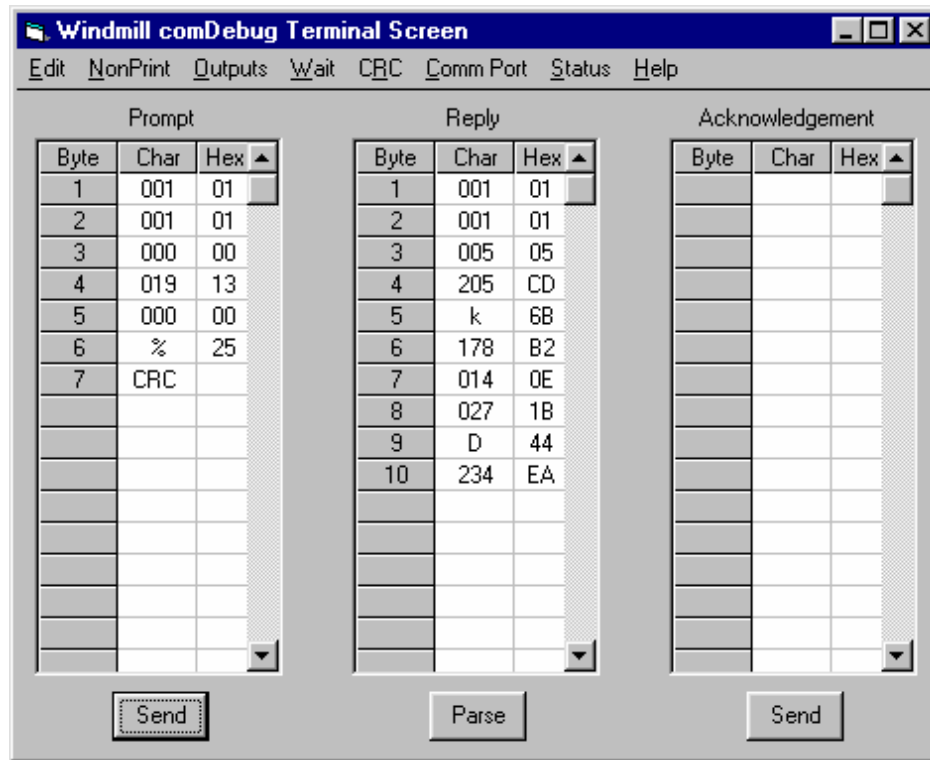 Windmill comDebug Terminal Screen
Edit NonPrint Outputs Wait CRC Comm Port Status Help
Prompt Reply Acknowledgement
Byte Char Hex Byte Char Hex Byte Char Hex
1 001 01 1 001 01
2 001 01 2 001 01
3 000 00 3 005 05
4 019 13 4 205 CD
5 000 00 5 k 6B
6 % 25 6 178 B2
7 CRC 7 014 0E
8 027 1B
9 D 44
10 234 EA
Send Parse Send